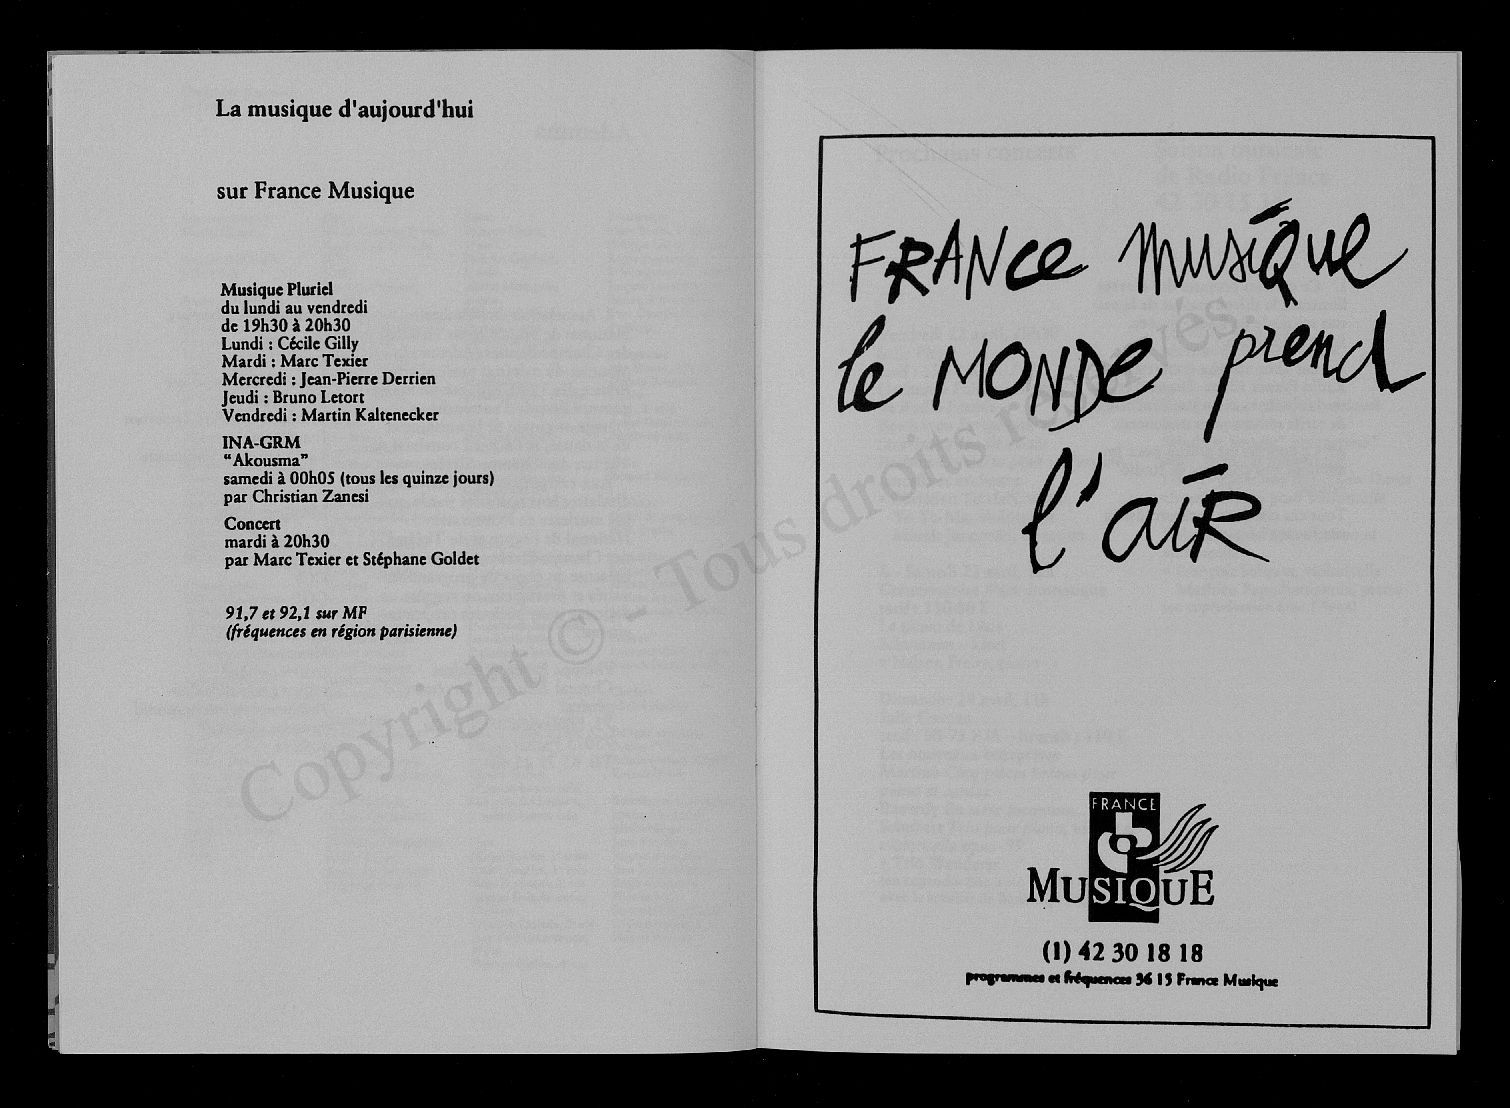 La musique d'aujourd'hui
sur France Musique
Musique Pluriel
du lundi au vendredi
de 19h30 à 20h30
Lundi : Cécile Gilly
Mardi : Marc Texier
Mercredi : Jean-Pierre Derrien
Jeudi : Bruno Letort
Vendredi : Martin Kaltenecker
INA-GRM
“Akousma”
samedi à 00h05 (tous les quinze jours)
par Christian Zanesi
Concert
mardi à 20h30
par Marc Texier et Stéphane Goldet
91,7 et 92,1 sur MF
(fréquences en région parisienne)
Copyright © - Tous droits réservés.
FRANCE MUSIQUE
le MONDE prend
l'aiR
FRANCE
MUSIQUE
(1) 42 30 18 18
programmes et fréquences 36 15 France Musique